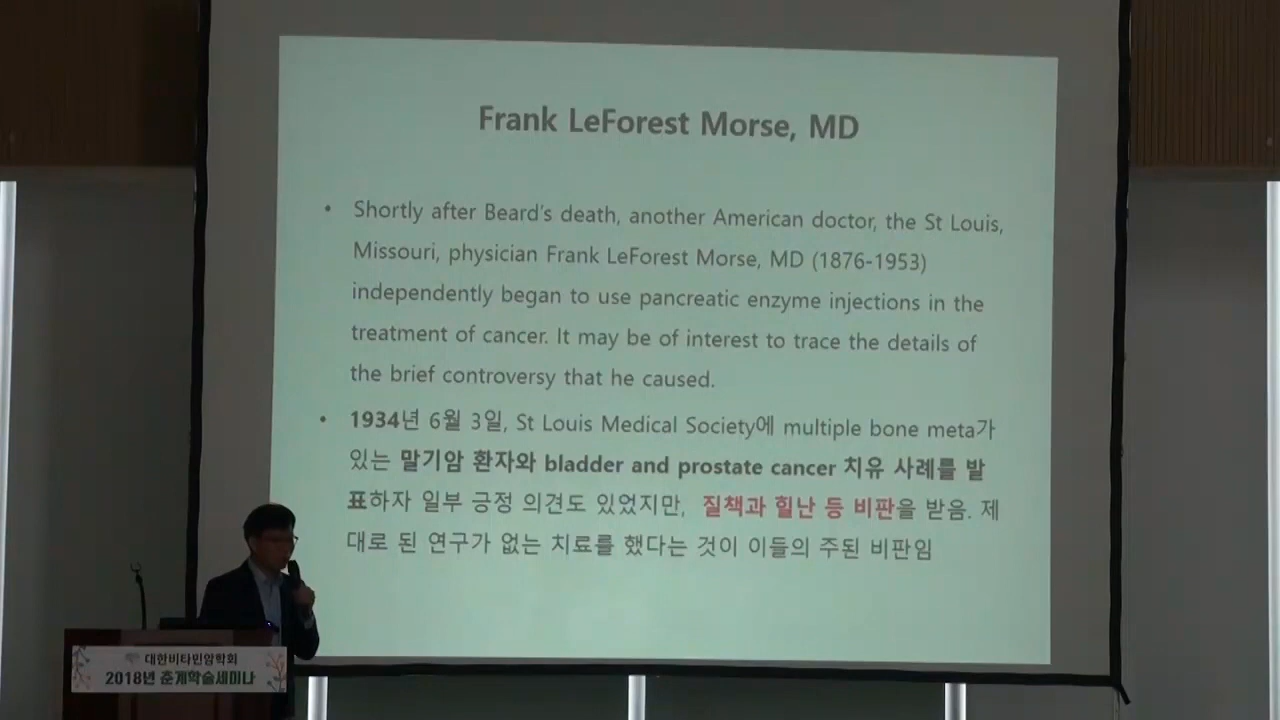 Frank LeForest Morse, MD
• Shortly after Beard's death, another American doctor, the St Louis,
Missouri, physician Frank LeForest Morse, MD (1876-1953)
independently began to use pancreatic enzyme injections in the
treatment of cancer. It may be of interest to trace the details of
the brief controversy that he caused.
• 1934년 6월 3일, St Louis Medical Society에 multiple bone meta가
있는 말기암 환자와 bladder and prostate cancer 치유 사례를 발
표하자 일부 긍정 의견도 있었지만, 질책과 힐난 등 비판을 받음. 제
대로 된 연구가 없는 치료를 했다는 것이 이들의 주된 비판임
대한비타민암학회
2018년 춘계학술세미나